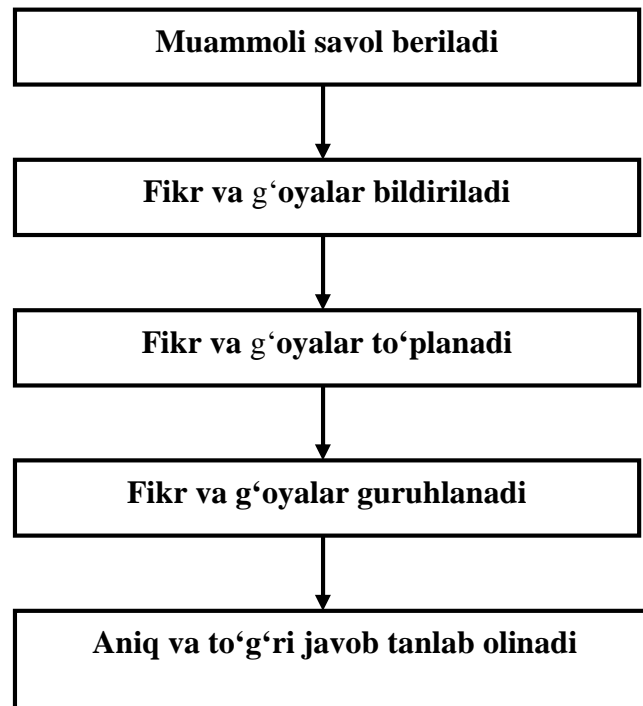 Muammoli savol beriladi
Fikr va g‘oyalar bildiriladi
Fikr va g‘oyalar to‘planadi
Fikr va g‘oyalar guruhlanadi
Aniq va to‘g‘ri javob tanlab olinadi